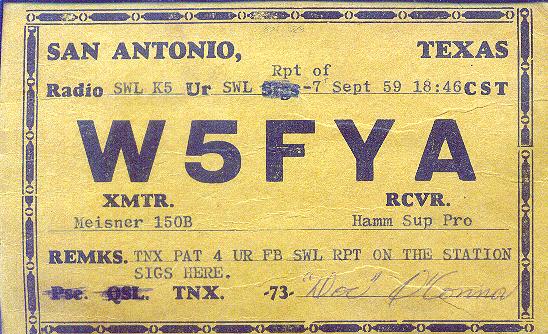 SAN ANTONIO, TEXAS
Rpt of
Radio SWL K5 Ur SWL Sigs -7 Sept 59 18:46 CST
W5FYA
XMTR. RCVR.
Meisner 150B Hamm Sup Pro
REMKS. TNX PAT 4 UR FB SWL RPT ON THE STATION
SIGS HERE.
Pse. QSL. TNX. -73- "Doc" O'Connor